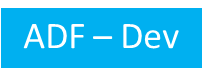 ADF – Dev